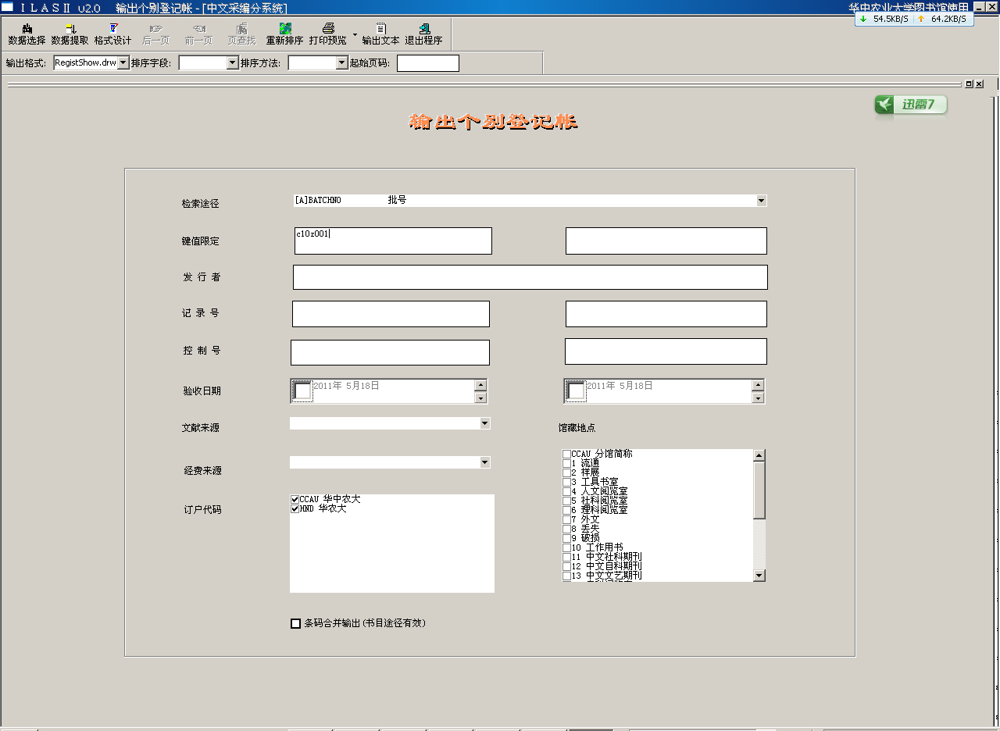 ILASⅡ υ2.0 输出个别登记帐 - [中文采编分系统] 华中农业大学图书馆使用
54.5KB/S 64.2KB/S
数据选择 数据提取 格式设计 后一页 前一页 页查找 重新排序 打印预览 输出文本 退出程序
输出格式: RegistShow.drw 排序字段: 排序方法: 起始页码:
迅雷7
输出个别登记帐
检索途径 [A]BATCHNO 批号
键值限定 c10z001
发 行 者
记 录 号
控 制 号
验收日期 2011年 5月18日 2011年 5月18日
文献来源 馆藏地点
经费来源
订户代码
CCAU 华中农大
HND 华农大
CCAU 分馆简称
1 流通
2 样展
3 工具书室
4 人文阅览室
5 社科阅览室
6 理科阅览室
7 外文
8 丢失
9 破损
10 工作用书
11 中文社科期刊
12 中文自科期刊
13 中文文艺期刊
条码合并输出(书目途径有效)